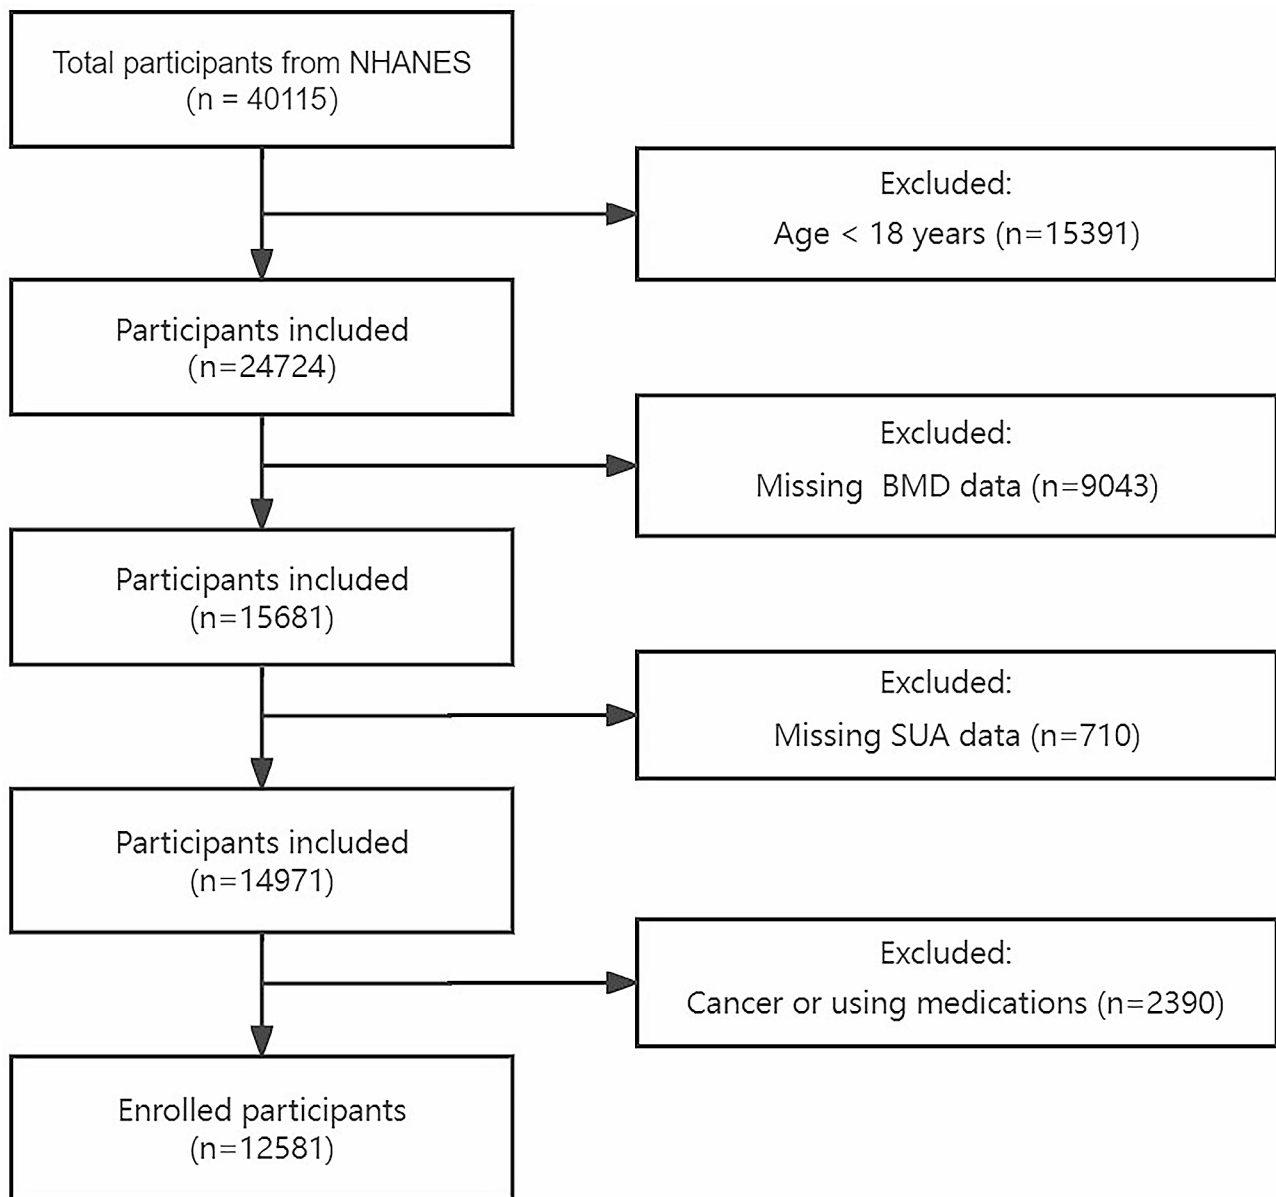 Total participants from NHANES
(n = 40115)
Excluded:
Age < 18 years (n=15391)
Participants included
(n=24724)
Excluded:
Missing  BMD data (n=9043)
Participants included
(n=15681)
Excluded:
Missing SUA data (n=710)
Participants included
(n=14971)
Excluded:
Cancer or using medications (n=2390)
Enrolled participants
(n=12581)